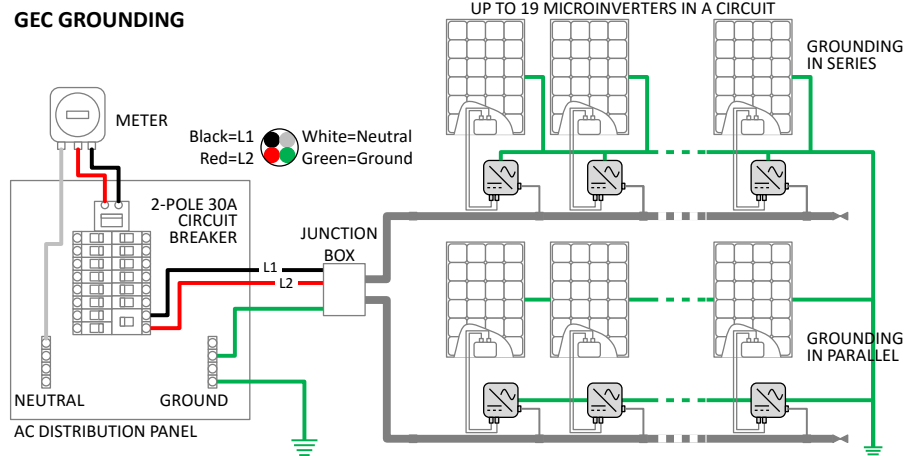 GEC GROUNDING
UP TO 19 MICROINVERTERS IN A CIRCUIT
GROUNDING
IN SERIES
METER
Black=L1
White=Neutral
Red=L2
Green=Ground
2-POLE 30A
CIRCUIT
BREAKER
JUNCTION
BOX
L1
L2
GROUNDING
IN PARALLEL
NEUTRAL
GROUND
AC DISTRIBUTION PANEL